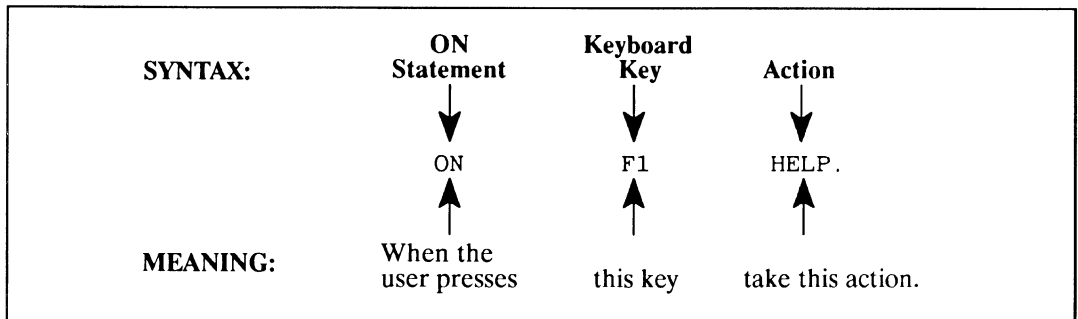 ON Keyboard
SYNTAX: Statement Key Action
ON F1 HELP.
When the
MEANING: user presses this key take this action.